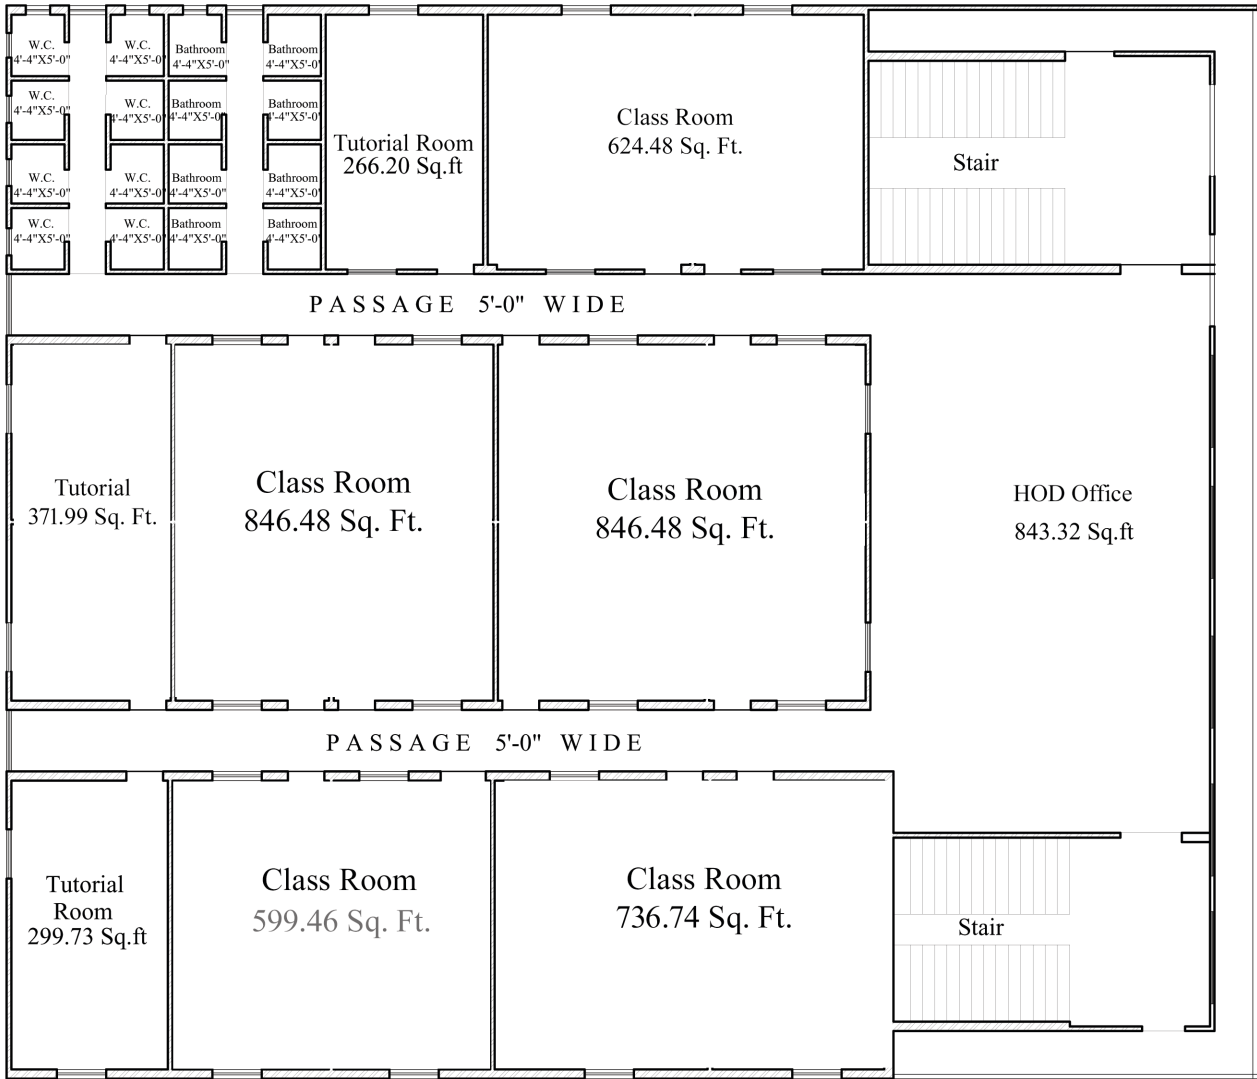 W.C.
4'-4"X5'-0"
W.C.
4'-4"X5'-0"
Bathroom
4'-4"X5'-0"
Bathroom
4'-4"X5'-0"
W.C.
4'-4"X5'-0"
W.C.
4'-4"X5'-0"
Bathroom
4'-4"X5'-0"
Bathroom
4'-4"X5'-0"
W.C.
4'-4"X5'-0"
W.C.
4'-4"X5'-0"
Bathroom
4'-4"X5'-0"
Bathroom
4'-4"X5'-0"
W.C.
4'-4"X5'-0"
W.C.
4'-4"X5'-0"
Bathroom
4'-4"X5'-0"
Bathroom
4'-4"X5'-0"
Tutorial Room
266.20 Sq.ft
Class Room
624.48 Sq. Ft.
Stair
PASSAGE 5'-0" WIDE
Tutorial
371.99 Sq. Ft.
Class Room
846.48 Sq. Ft.
Class Room
846.48 Sq. Ft.
HOD Office
843.32 Sq.ft
PASSAGE 5'-0" WIDE
Tutorial
Room
299.73 Sq.ft
Class Room
599.46 Sq. Ft.
Class Room
736.74 Sq. Ft.
Stair